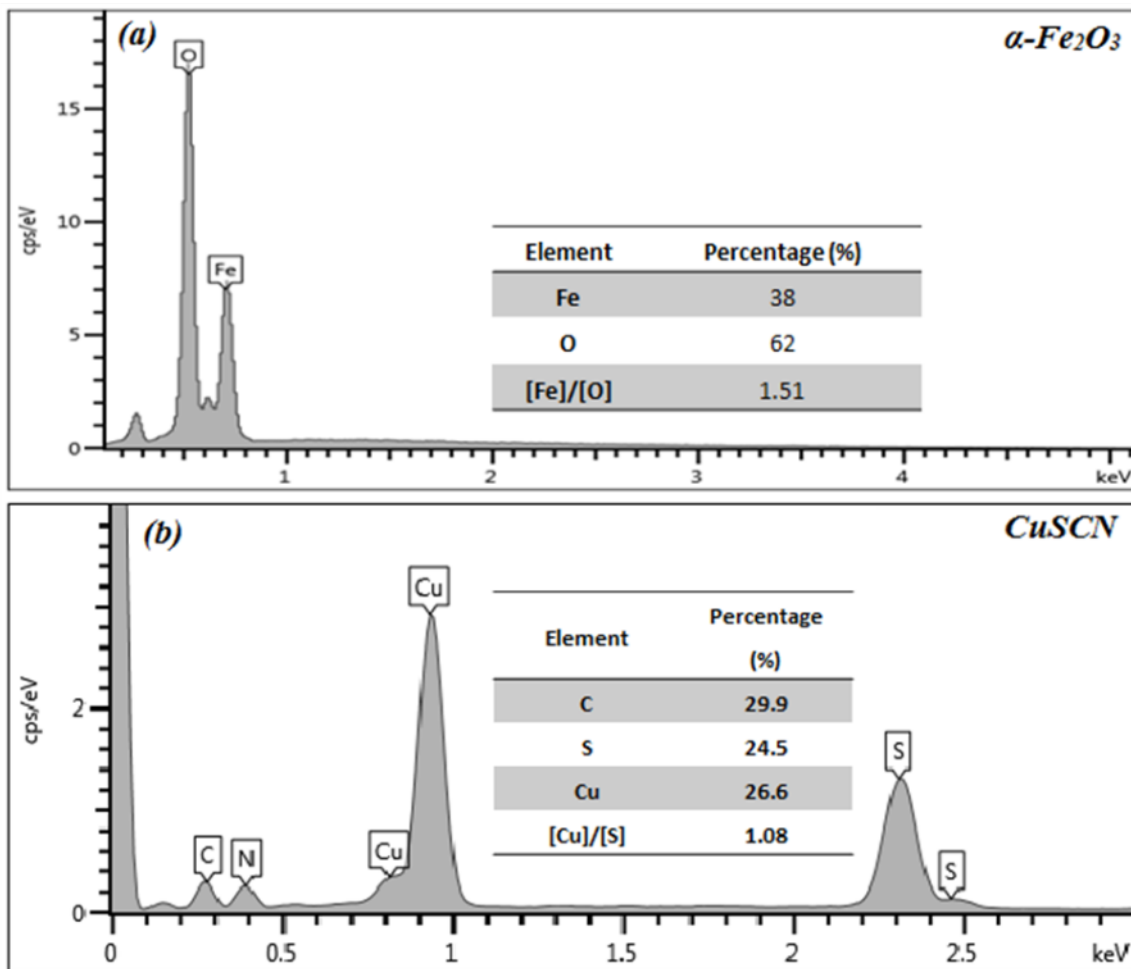 (a)
α-Fe₂O₃
O
Fe
15
10
5
0
cps/eV
Element Percentage (%)
Fe 38
O 62
[Fe]/[O] 1.51
1 2 3 4 keV
(b)
CuSCN
Cu
C
N
Cu
S
S
2
0
cps/eV
Element Percentage (%)
C 29.9
S 24.5
Cu 26.6
[Cu]/[S] 1.08
0 0.5 1 1.5 2 2.5 keV